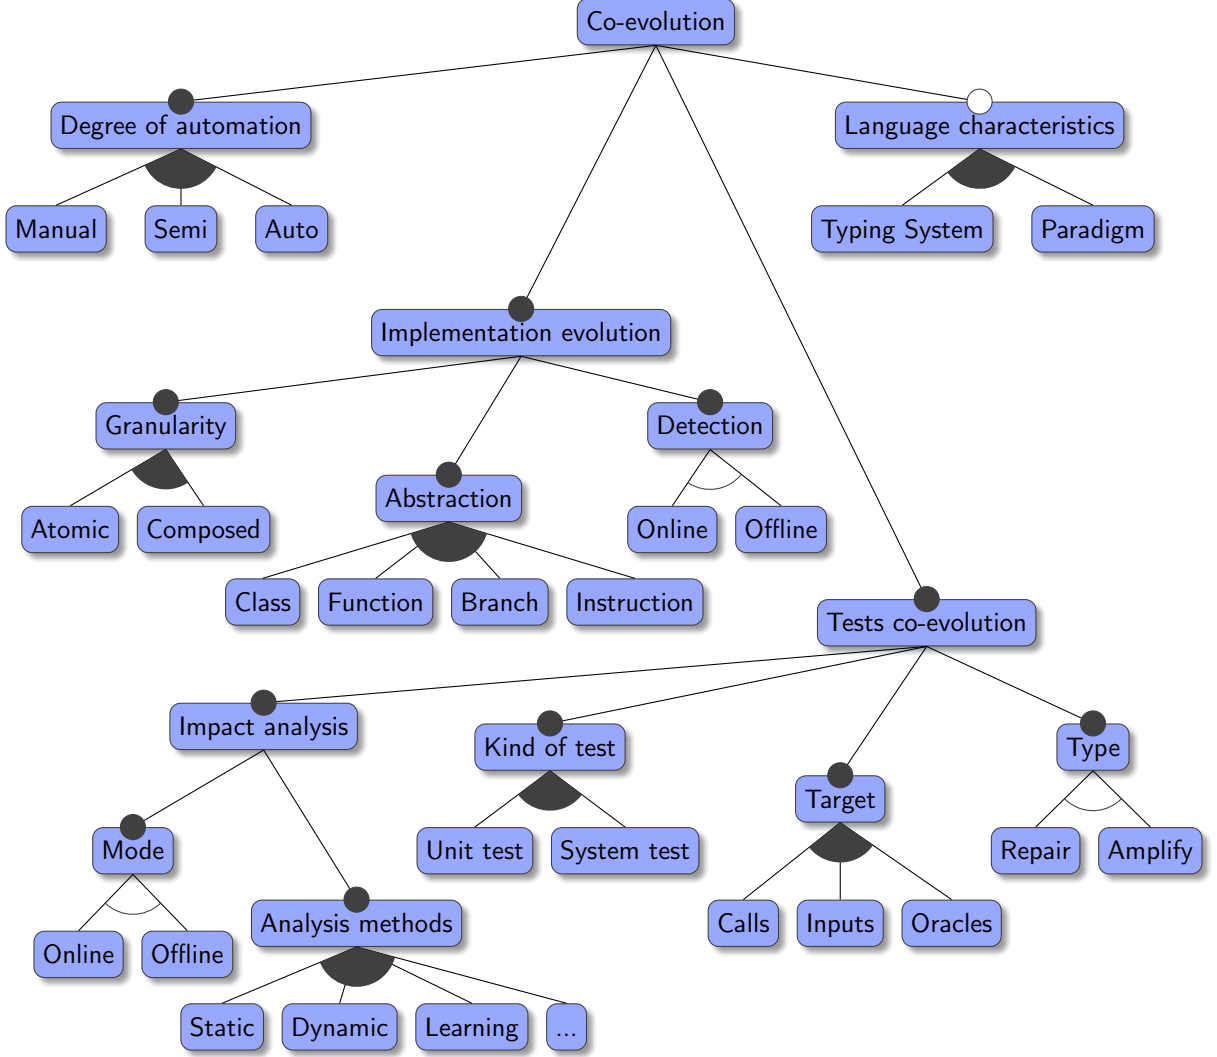 Co-evolution
Degree of automation
Language characteristics
Manual
Semi
Auto
Typing System
Paradigm
Implementation evolution
Granularity
Detection
Abstraction
Atomic
Composed
Online
Offline
Class
Function
Branch
Instruction
Tests co-evolution
Impact analysis
Kind of test
Type
Target
Mode
Unit test
System test
Repair
Amplify
Analysis methods
Calls
Inputs
Oracles
Online
Offline
Static
Dynamic
Learning
...